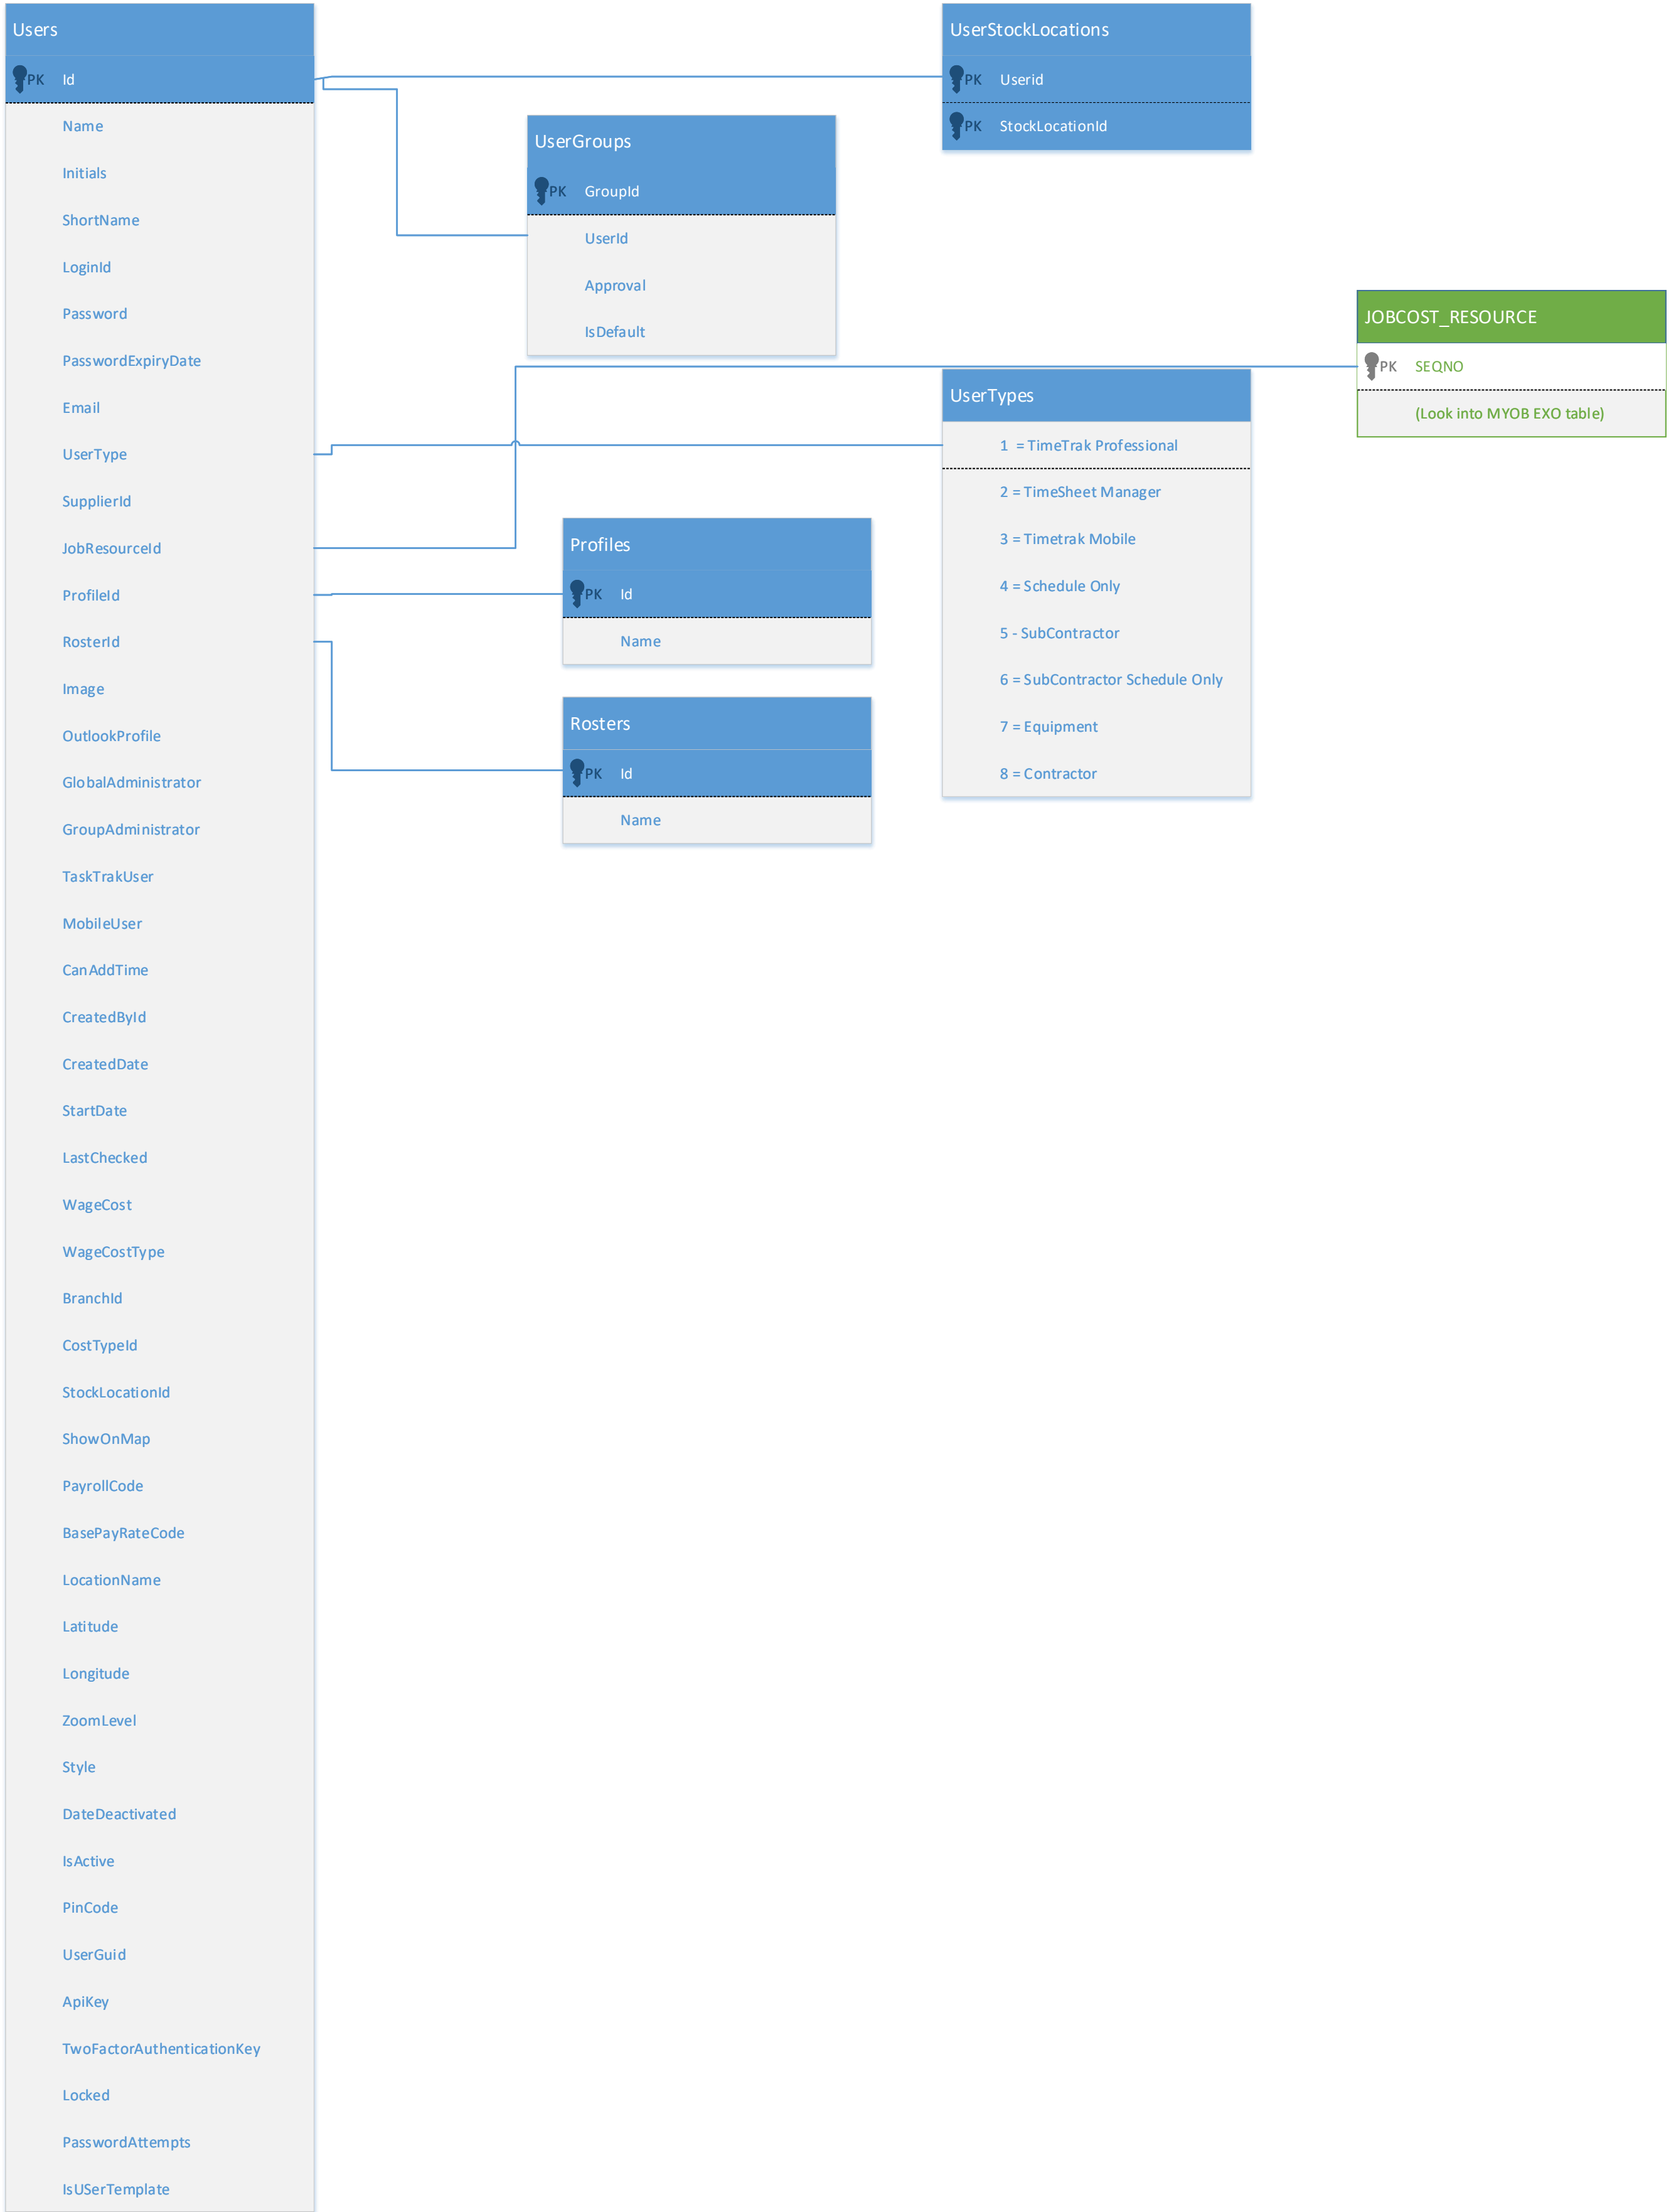 Users
PK Id
Name
Initials
ShortName
LoginId
Password
PasswordExpiryDate
Email
UserType
SupplierId
JobResourceId
ProfileId
RosterId
Image
OutlookProfile
GlobalAdministrator
GroupAdministrator
TaskTrakUser
MobileUser
CanAddTime
CreatedById
CreatedDate
StartDate
LastChecked
WageCost
WageCostType
BranchId
CostTypeId
StockLocationId
ShowOnMap
PayrollCode
BasePayRateCode
LocationName
Latitude
Longitude
ZoomLevel
Style
DateDeactivated
IsActive
PinCode
UserGuid
ApiKey
TwoFactorAuthenticationKey
Locked
PasswordAttempts
IsUSerTemplate
UserGroups
PK GroupId
UserId
Approval
IsDefault
Profiles
PK Id
Name
Rosters
PK Id
Name
UserStockLocations
PK Userid
PK StockLocationId
UserTypes
1 = TimeTrak Professional
2 = TimeSheet Manager
3 = Timetrak Mobile
4 = Schedule Only
5 - SubContractor
6 = SubContractor Schedule Only
7 = Equipment
8 = Contractor
JOBCOST_RESOURCE
PK SEQNO
(Look into MYOB EXO table)